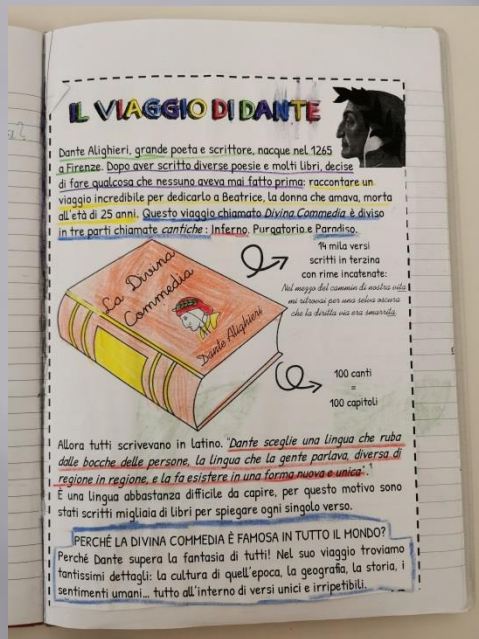 IL VIAGGIO DI DANTE
Dante Alighieri, grande poeta e scrittore, nacque nel 1265
a Firenze. Dopo aver scritto diverse poesie e molti libri, decise
di fare qualcosa che nessuno aveva mai fatto prima: raccontare un
viaggio incredibile per dedicarlo a Beatrice, la donna che amava, morta
all'età di 25 anni. Questo viaggio chiamato Divina Commedia è diviso
in tre parti chiamate cantiche: Inferno, Purgatorio e Paradiso.
La Divina
Commedia
Dante Alighieri
14 mila versi
scritti in terzina
con rime incatenate:
Nel mezzo del cammin di nostra vita
mi ritrovai per una selva oscura
che la diritta via era smarrita.
100 canti
=
100 capitoli
Allora tutti scrivevano in latino. "Dante sceglie una lingua che ruba
dalle bocche delle persone, la lingua che la gente parlava, diversa di
regione in regione, e la fa esistere in una forma nuova e unica".¹
È una lingua abbastanza difficile da capire, per questo motivo sono
stati scritti migliaia di libri per spiegare ogni singolo verso.
PERCHÉ LA DIVINA COMMEDIA È FAMOSA IN TUTTO IL MONDO?
Perché Dante supera la fantasia di tutti! Nel suo viaggio troviamo
tantissimi dettagli: la cultura di quell'epoca, la geografia, la storia, i
sentimenti umani... tutto all'interno di versi unici e irripetibili.